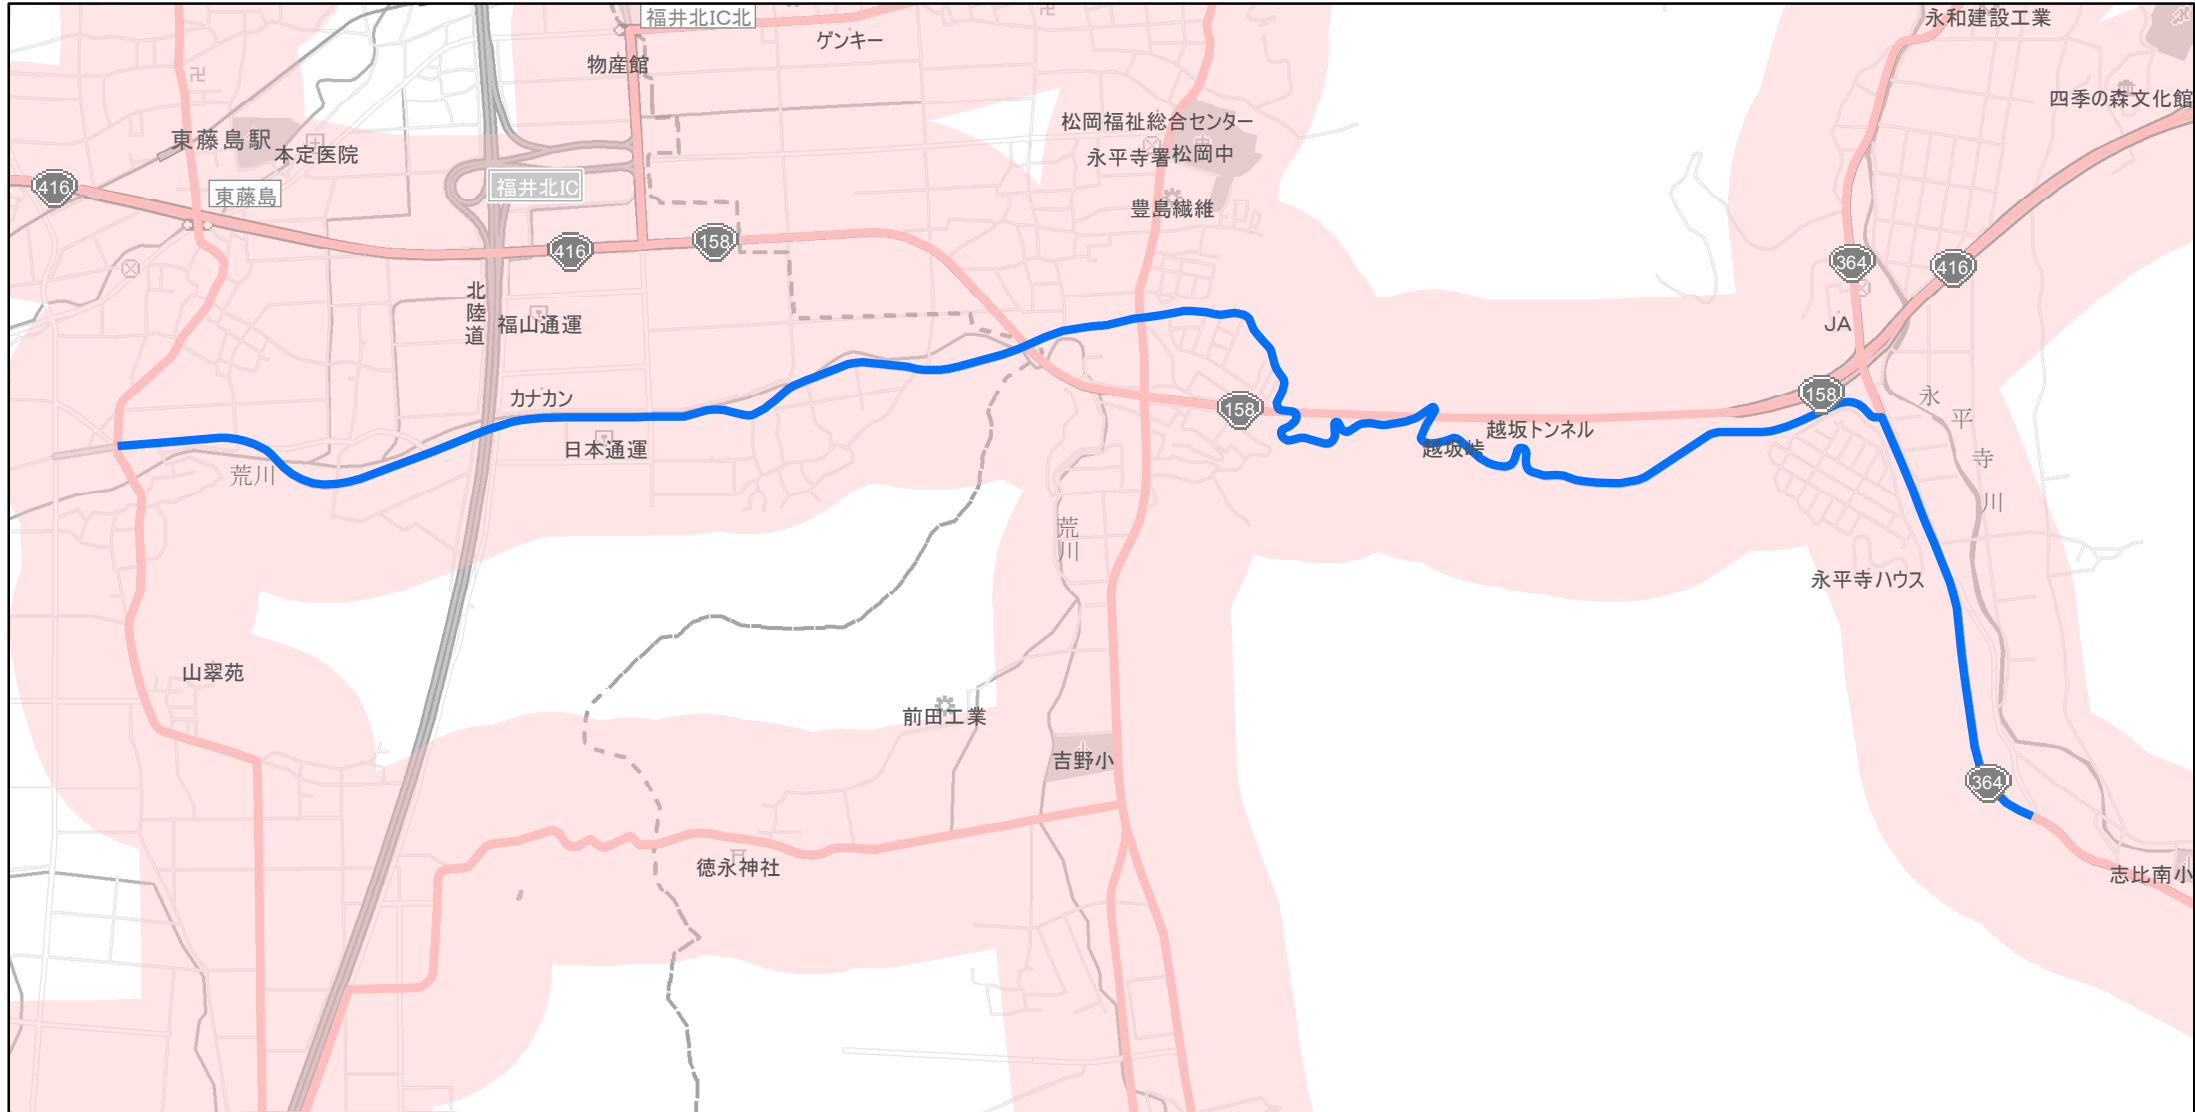 福井北IC北
永和建設工業
ゲンキー
物産館
四季の森文化館
松岡福祉総合センター
東藤島駅
本定医院
永平寺署
松岡中
416
東藤島
福井北IC
豊島繊維
416
158
364
416
北陸道
福山通運
JA
カナカン
158
158
永平寺川
越坂トンネル
越坂峠
日本通運
荒川
荒川
永平寺ハウス
山翠苑
前田工業
吉野小
364
徳永神社
志比南小